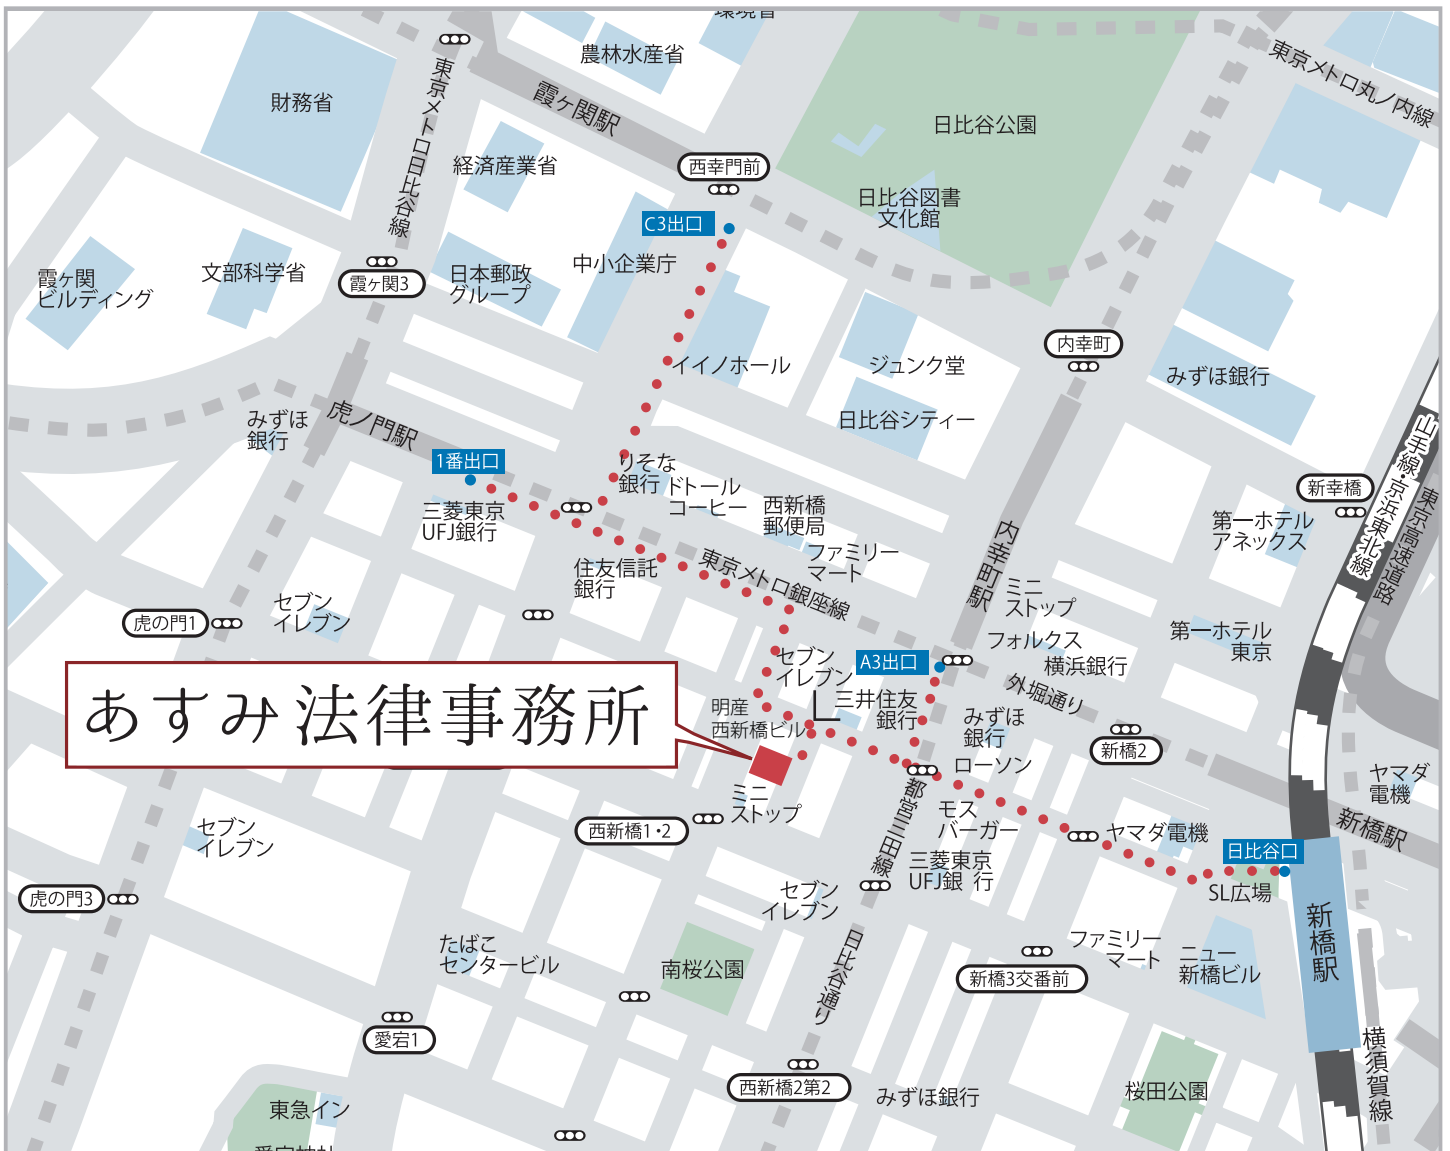 農林水産省
東京メトロ丸ノ内線
財務省
東京メトロ日比谷線
霞ヶ関駅
日比谷公園
経済産業省
西幸門前
日比谷図書
文化館
C3出口
霞ヶ関
ビルディング
文部科学省
霞ヶ関3
日本郵政
グループ
中小企業庁
内幸町
イイノホール
ジュンク堂
みずほ銀行
日比谷シティー
みずほ
銀行
虎ノ門駅
1番出口
りそな
銀行
ドトール
コーヒー
西新橋
郵便局
三菱東京
UFJ銀行
新幸橋
第一ホテル
アネックス
山手線・京浜東北線
東京高速道路
ファミリー
マート
住友信託
銀行
東京メトロ銀座線
内幸町駅
ミニ
ストップ
セブン
イレブン
虎の門1
フォルクス
横浜銀行
第一ホテル
東京
セブン
イレブン
A3出口
外堀通り
あすみ法律事務所
明産
西新橋ビル
三井住友
銀行
みずほ
銀行
新橋2
ローソン
ヤマダ
電機
ミニ
ストップ
都営三田線
モス
バーガー
ヤマダ電機
新橋駅
西新橋1・2
セブン
イレブン
日比谷口
三菱東京
UFJ銀 行
SL広場
虎の門3
セブン
イレブン
新橋駅
たばこ
センタービル
南桜公園
日比谷通り
ファミリー
マート
ニュー
新橋ビル
新橋3交番前
愛宕1
西新橋2第2
みずほ銀行
桜田公園
横須賀線
東急イン